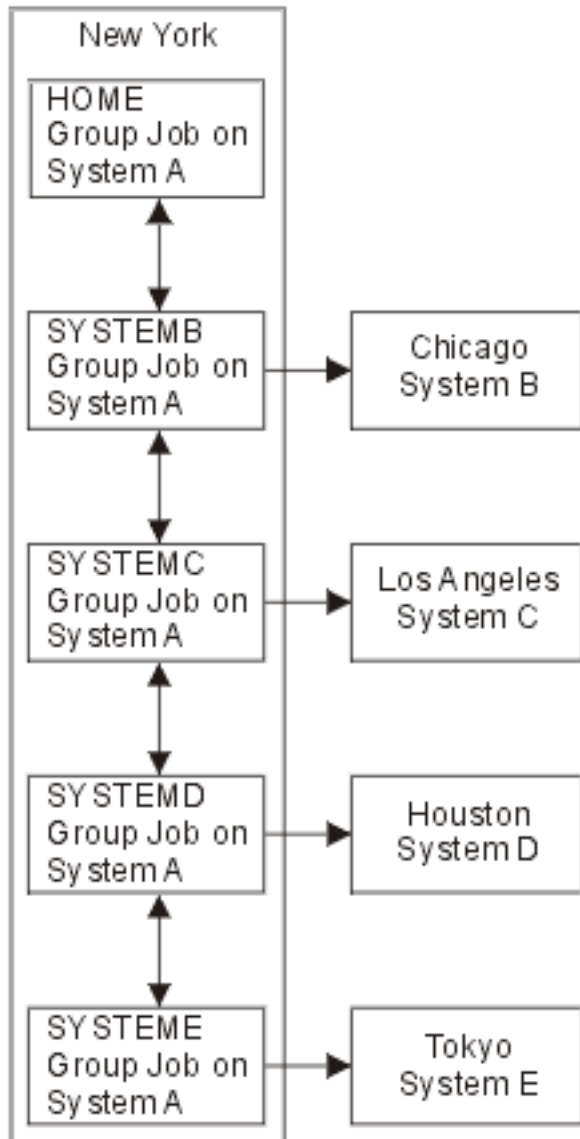 New York
HOME
Group Job on
System A
SYSTEMB
Group Job on
System A
Chicago
System B
SYSTEMC
Group Job on
System A
Los Angeles
System C
SYSTEMD
Group Job on
System A
Houston
System D
SYSTEME
Group Job on
System A
Tokyo
System E